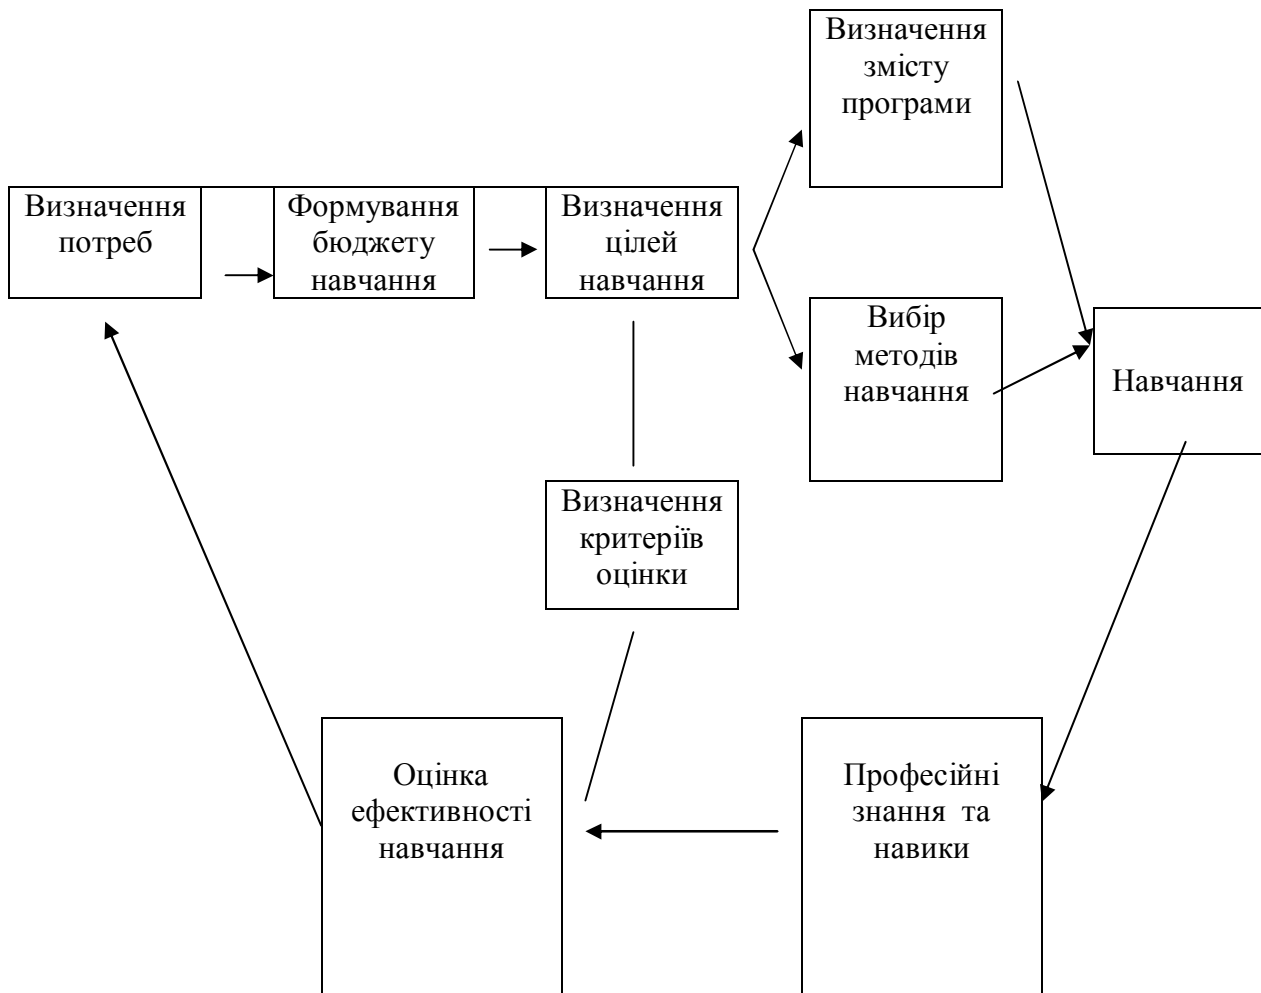 Визначення
змісту
програми
Визначення
потреб
Формування
бюджету
навчання
Визначення
цілей
навчання
Вибір
методів
навчання
Навчання
Визначення
критеріїв
оцінки
Оцінка
ефективності
навчання
Професійні
знання та
навики